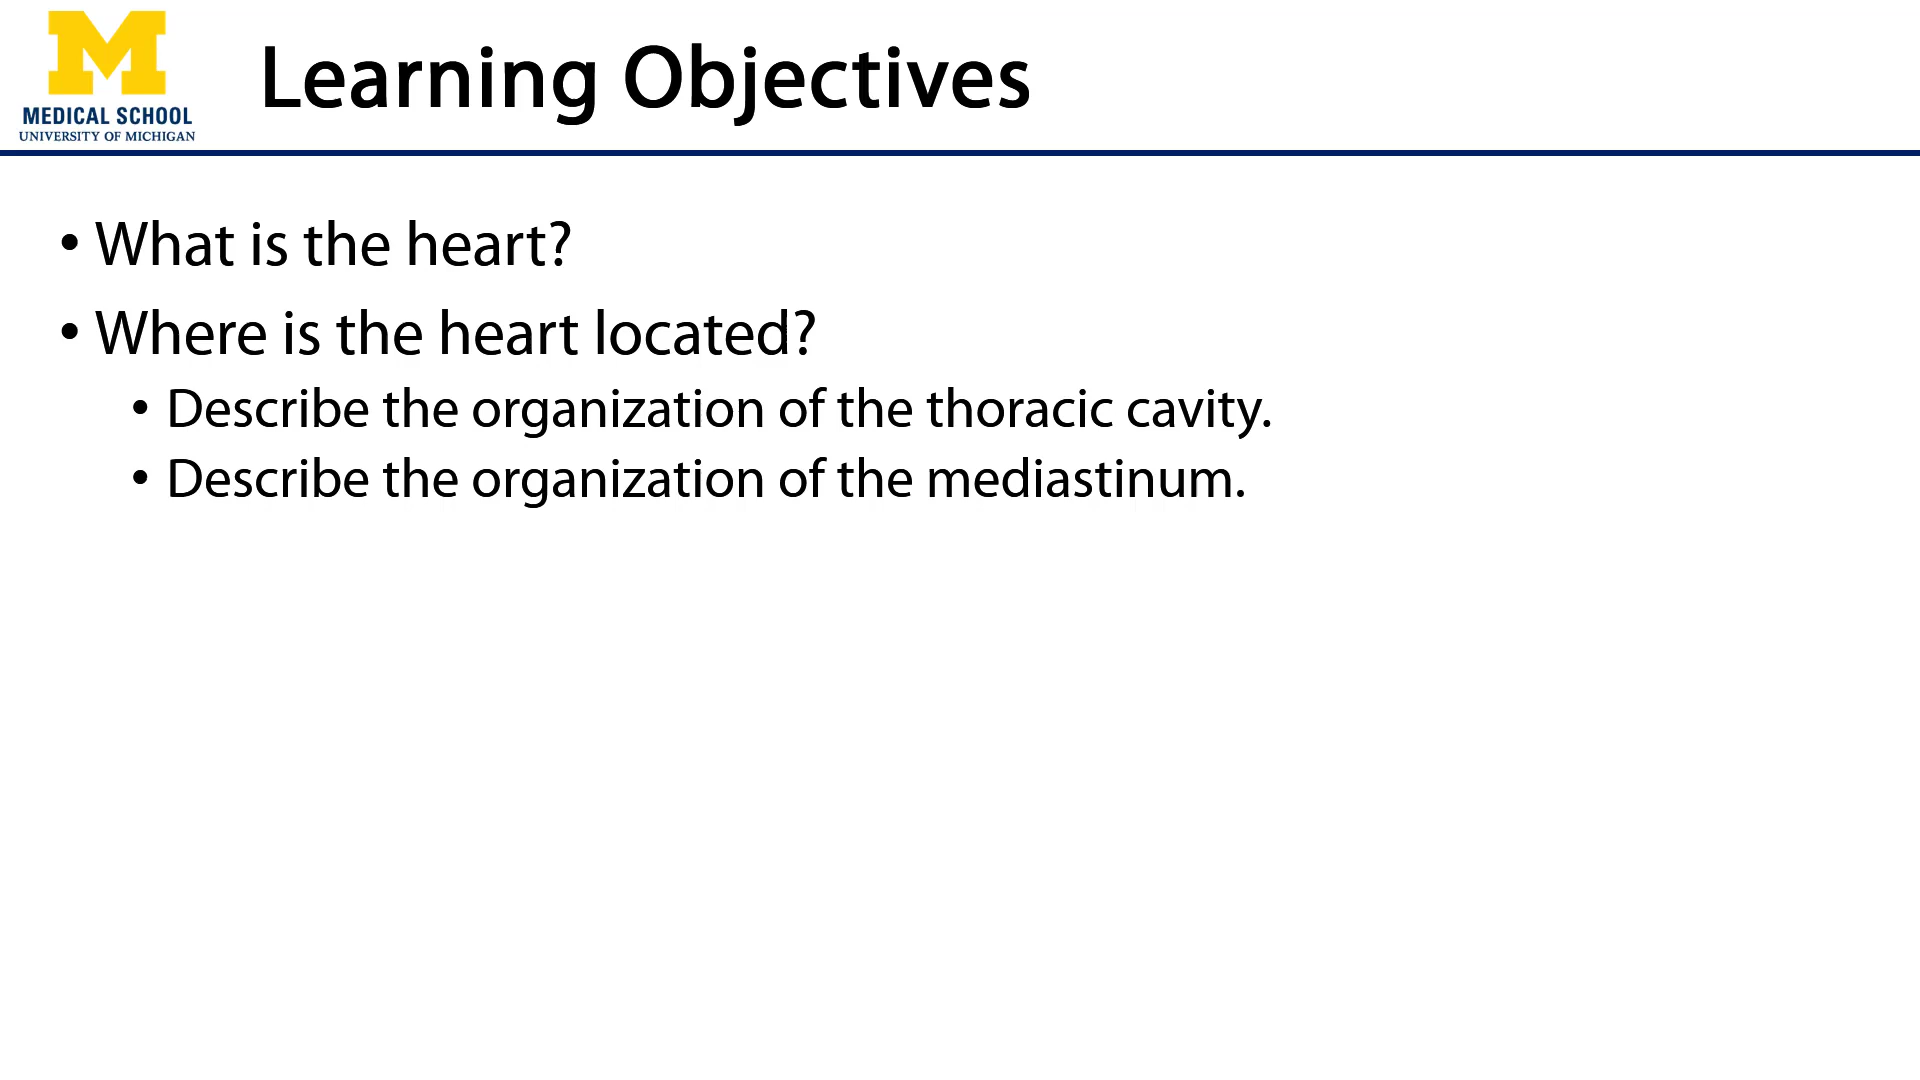 M
MEDICAL SCHOOL
UNIVERSITY OF MICHIGAN
Learning Objectives
• What is the heart?
• Where is the heart located?
• Describe the organization of the thoracic cavity.
• Describe the organization of the mediastinum.